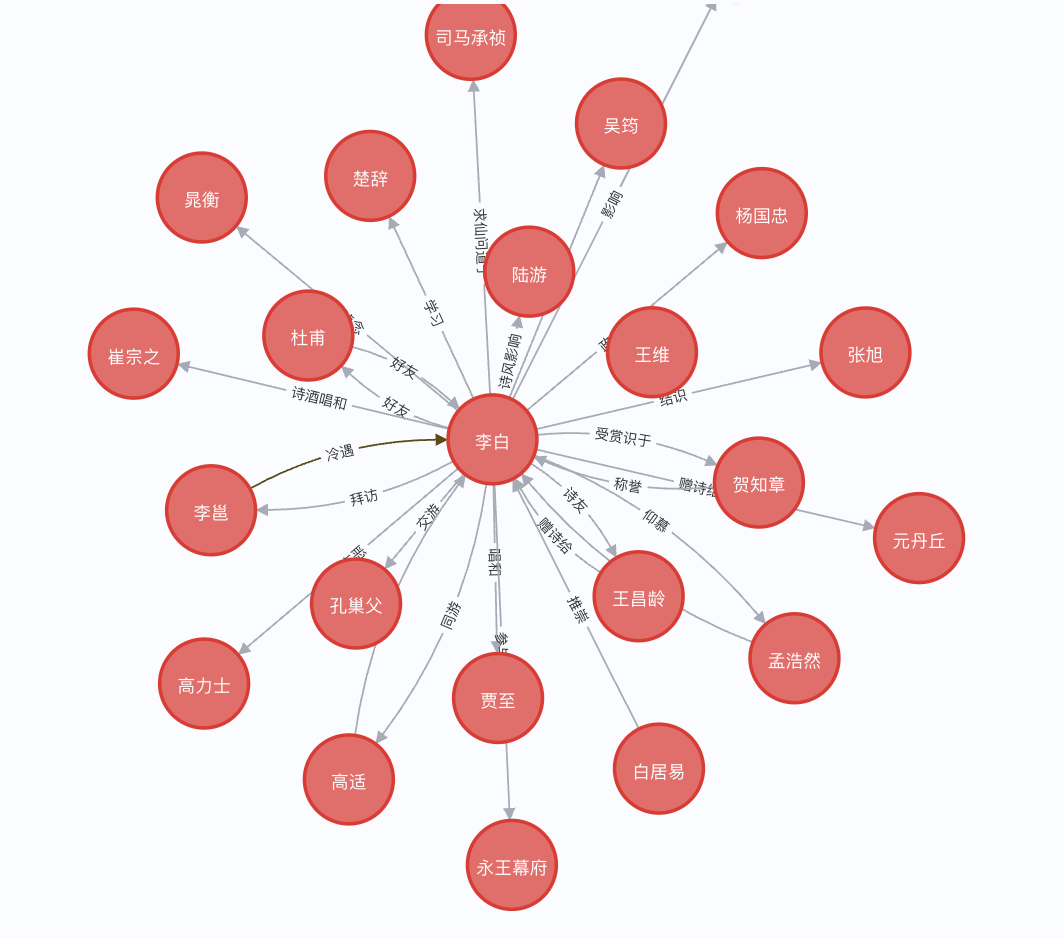 司马承祯
吴筠
楚辞
晁衡
影响
杨国忠
求仙问道
陆游
学习
杜甫
好友
诗风影响
王维
张旭
崔宗之
诗酒唱和
好友
结识
李白
受赏识于
冷遇
贺知章
称誉
赠诗给
李邕
拜访
诗友
交游
仰慕
元丹丘
赠诗给
唱和
孔巢父
同游
推崇
王昌龄
孟浩然
高力士
贾至
高适
白居易
永王幕府